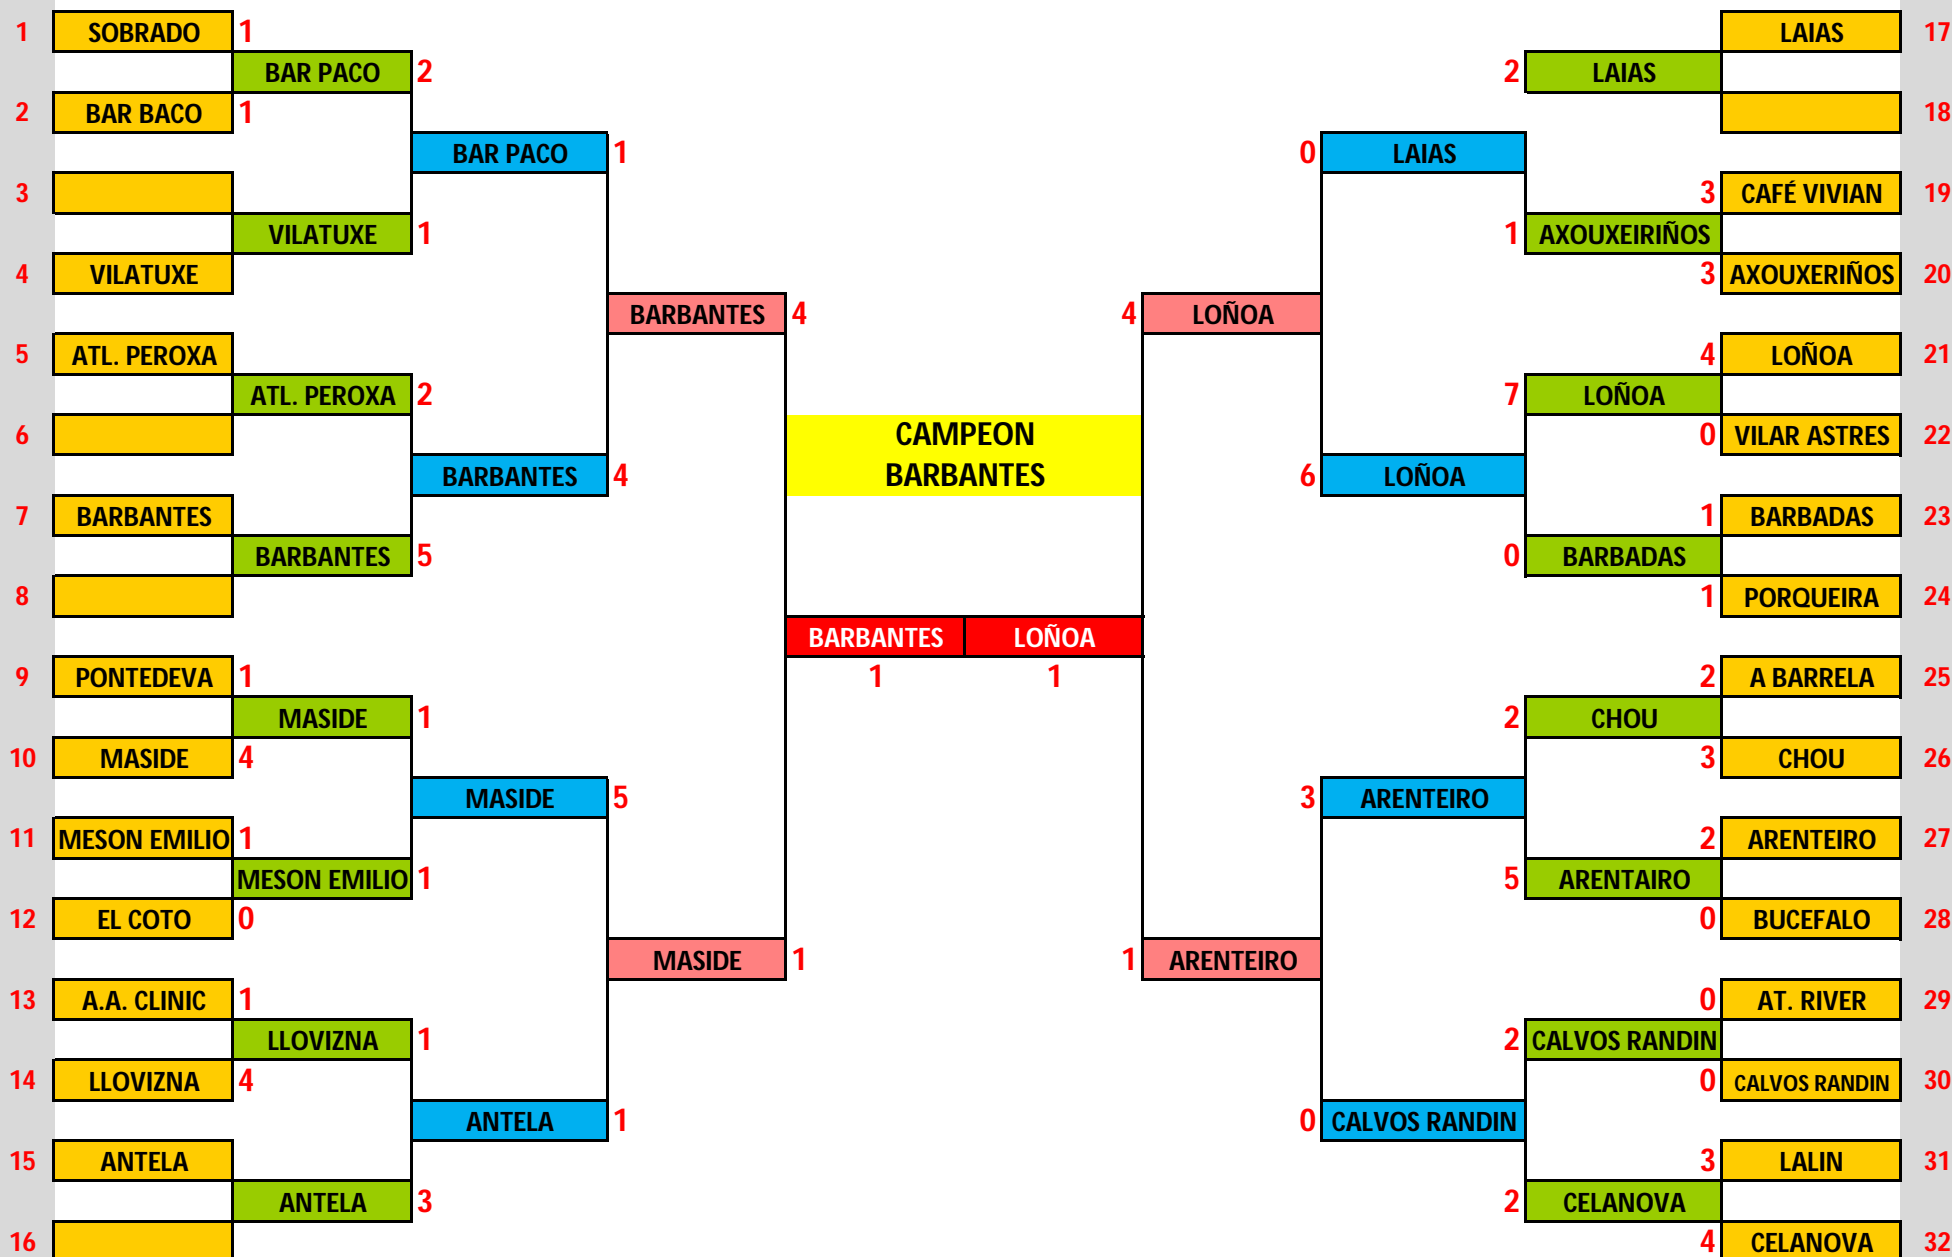 1 SOBRADO 1 LAIAS 17
BAR PACO 2 2 LAIAS
2 BAR BACO 1 18
BAR PACO 1 0 LAIAS
3 3 CAFÉ VIVIAN 19
VILATUXE 1 1 AXOUXEIRIÑOS
4 VILATUXE 3 AXOUXERIÑOS 20
BARBANTES 4 4 LOÑOA
5 ATL. PEROXA 4 LOÑOA 21
ATL. PEROXA 2 7 LOÑOA
6 CAMPEON 0 VILAR ASTRES 22
BARBANTES 4 BARBANTES 6 LOÑOA
7 BARBANTES 1 BARBADAS 23
BARBANTES 5 0 BARBADAS
8 1 PORQUEIRA 24
BARBANTES LOÑOA
9 PONTEDEVA 1 1 1 2 A BARRELA 25
MASIDE 1 2 CHOU
10 MASIDE 4 3 CHOU 26
MASIDE 5 3 ARENTEIRO
11 MESON EMILIO 1 2 ARENTEIRO 27
MESON EMILIO 1 5 ARENTAIRO
12 EL COTO 0 0 BUCEFALO 28
MASIDE 1 1 ARENTEIRO
13 A.A. CLINIC 1 0 AT. RIVER 29
LLOVIZNA 1 2 CALVOS RANDIN
14 LLOVIZNA 4 0 CALVOS RANDIN 30
ANTELA 1 0 CALVOS RANDIN
15 ANTELA 3 LALIN 31
ANTELA 3 2 CELANOVA
16 4 CELANOVA 32